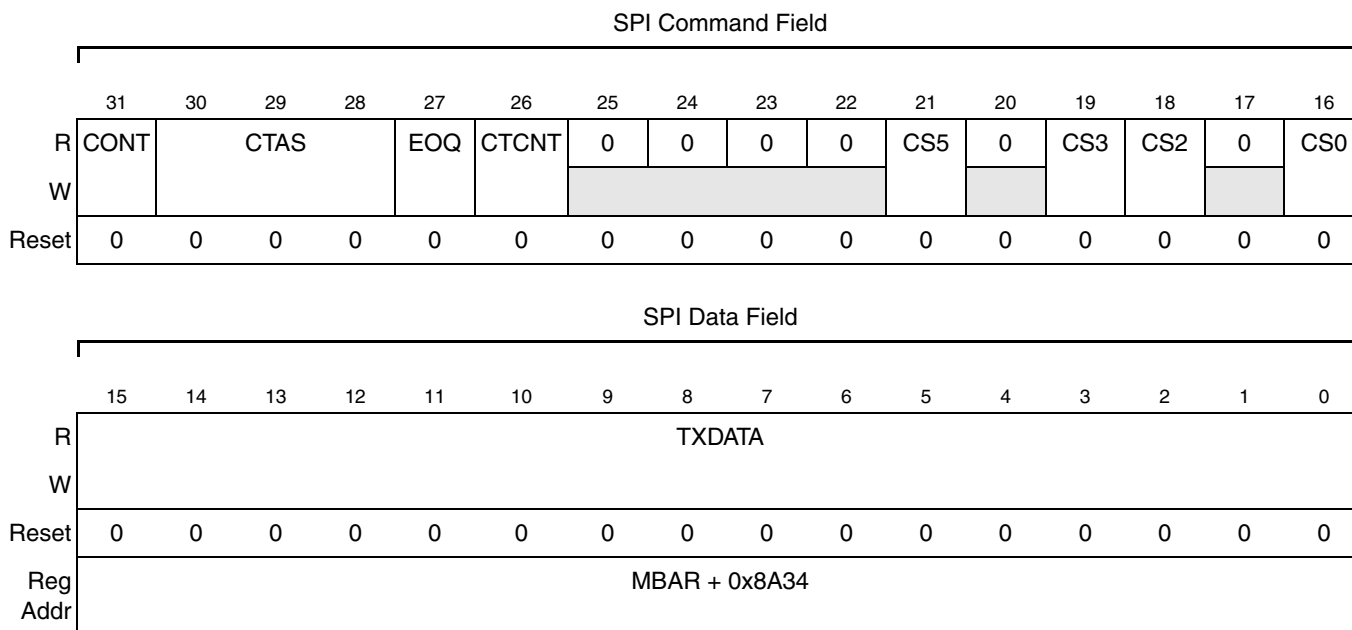 SPI Command Field
31 30 29 28 27 26 25 24 23 22 21 20 19 18 17 16
R CONT CTAS EOQ CTCNT 0 0 0 0 CS5 0 CS3 CS2 0 CS0
W
Reset 0 0 0 0 0 0 0 0 0 0 0 0 0 0 0 0
SPI Data Field
15 14 13 12 11 10 9 8 7 6 5 4 3 2 1 0
R TXDATA
W
Reset 0 0 0 0 0 0 0 0 0 0 0 0 0 0 0 0
Reg MBAR + 0x8A34
Addr